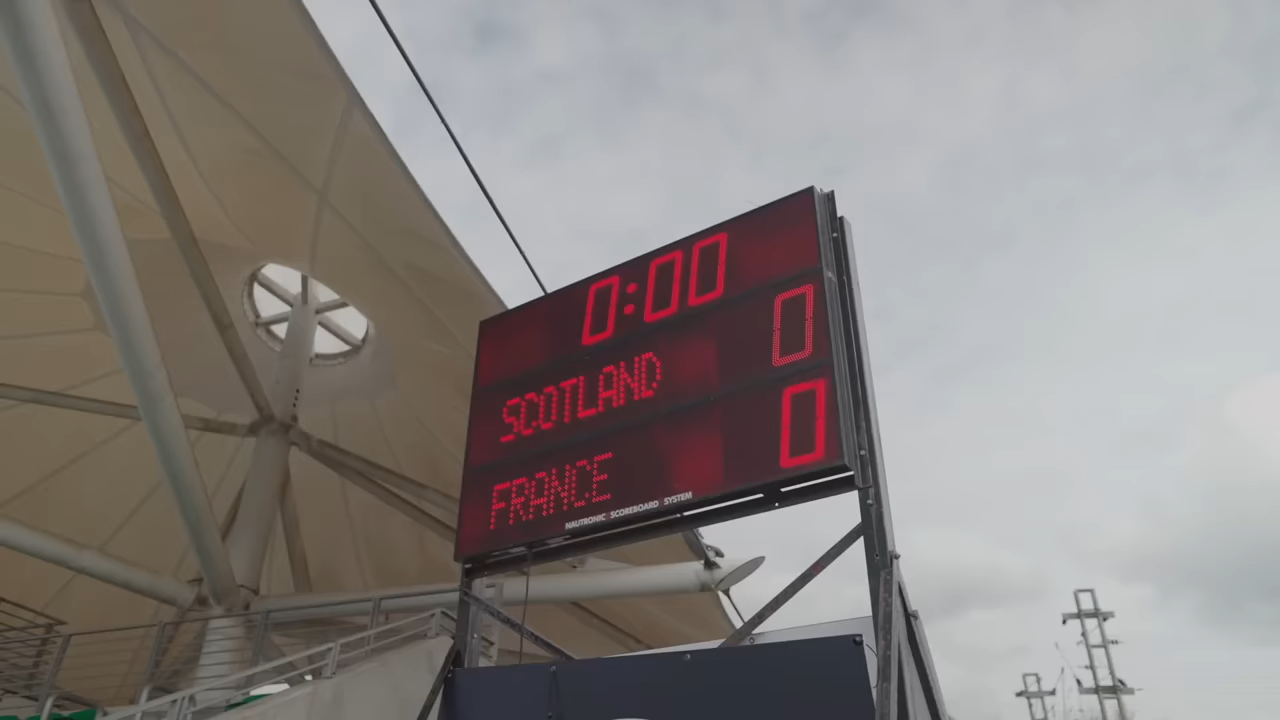 0:00
SCOTLAND 0
FRANCE 0
NAUTRONIC SCOREBOARD SYSTEM